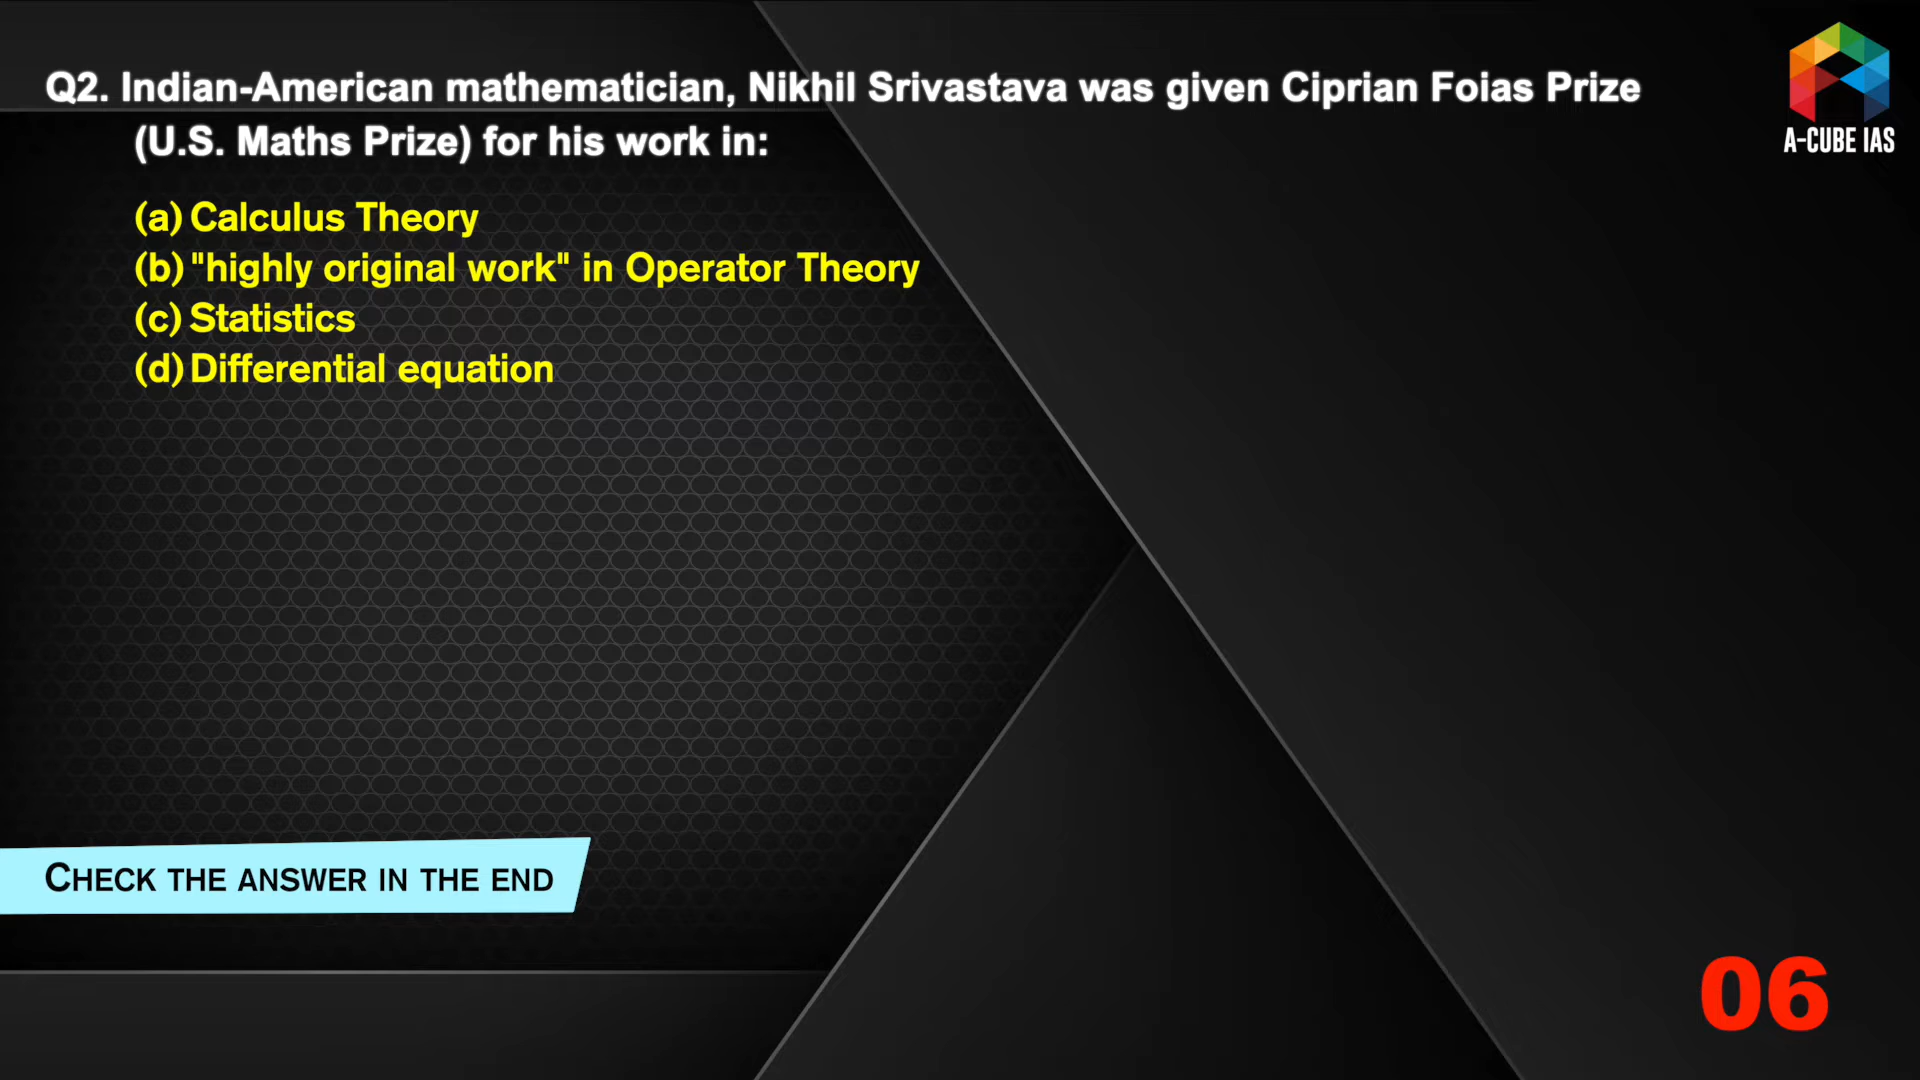 Q2. Indian-American mathematician, Nikhil Srivastava was given Ciprian Foias Prize
(U.S. Maths Prize) for his work in:
A-CUBE IAS
(a) Calculus Theory
(b) "highly original work" in Operator Theory
(c) Statistics
(d) Differential equation
CHECK THE ANSWER IN THE END
06